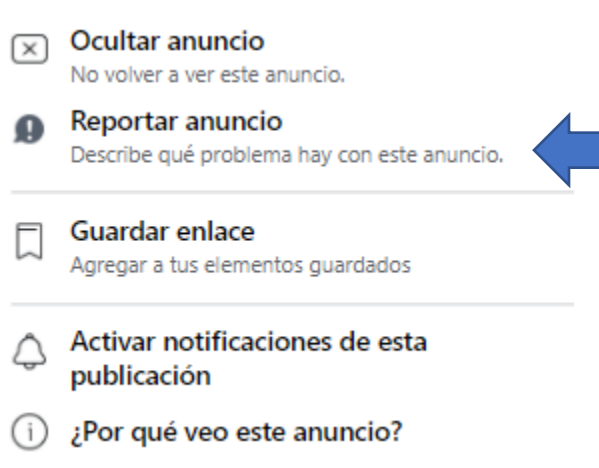 Ocultar anuncio
No volver a ver este anuncio.
Reportar anuncio
Describe qué problema hay con este anuncio.
Guardar enlace
Agregar a tus elementos guardados
Activar notificaciones de esta
publicación
¿Por qué veo este anuncio?